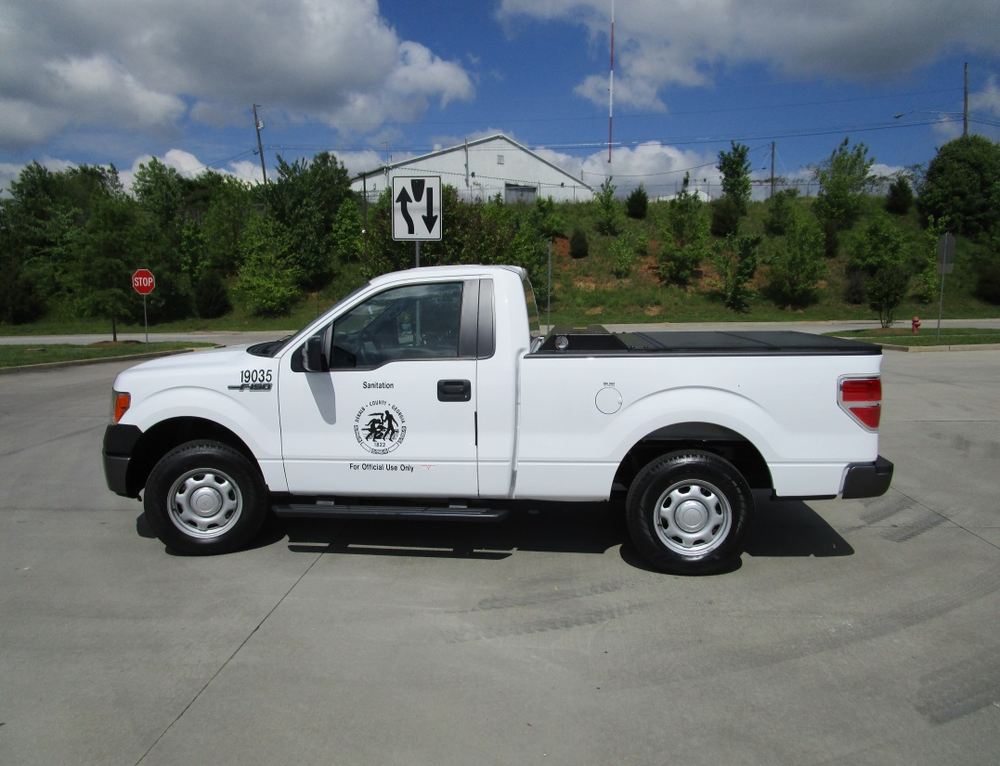 STOP
19035
F-150
Sanitation
DEKALB • COUNTY • GEORGIA
1822
For Official Use Only